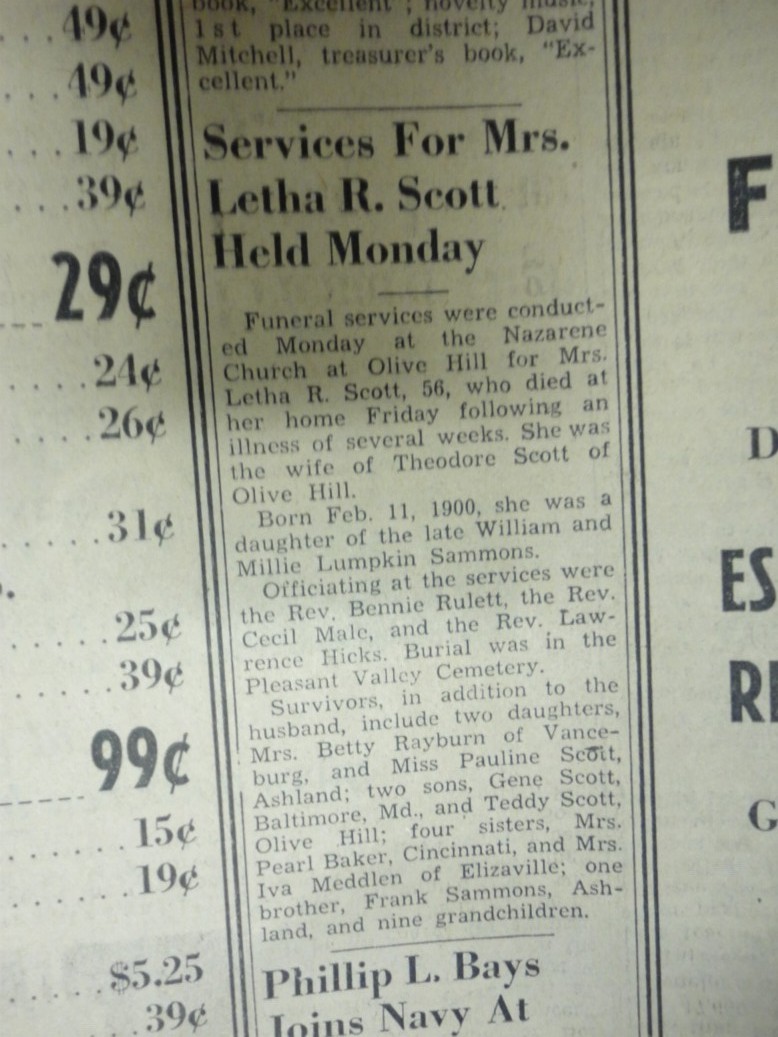 49¢
49¢
19¢
39¢
29¢
24¢
26¢
31¢
25¢
39¢
99¢
15¢
19¢
$5.25
39¢
book, "Excellent"; novelty music,
1st place in district; David
Mitchell, treasurer's book, "Ex-
cellent."
Services For Mrs.
Letha R. Scott
Held Monday
Funeral services were conduct-
ed Monday at the Nazarene
Church at Olive Hill for Mrs.
Letha R. Scott, 56, who died at
her home Friday following an
illness of several weeks. She was
the wife of Theodore Scott of
Olive Hill.
Born Feb. 11, 1900, she was a
daughter of the late William and
Millie Lumpkin Sammons.
Officiating at the services were
the Rev. Bennie Rulett, the Rev.
Cecil Male, and the Rev. Law-
rence Hicks. Burial was in the
Pleasant Valley Cemetery.
Survivors, in addition to the
husband, include two daughters,
Mrs. Betty Rayburn of Vance-
burg, and Miss Pauline Scott,
Ashland; two sons, Gene Scott,
Baltimore, Md., and Teddy Scott,
Olive Hill; four sisters, Mrs.
Pearl Baker, Cincinnati, and Mrs.
Iva Meddlen of Elizaville; one
brother, Frank Sammons, Ash-
land, and nine grandchildren.
Phillip L. Bays
Joins Navy At
F
D
ES
RE
G